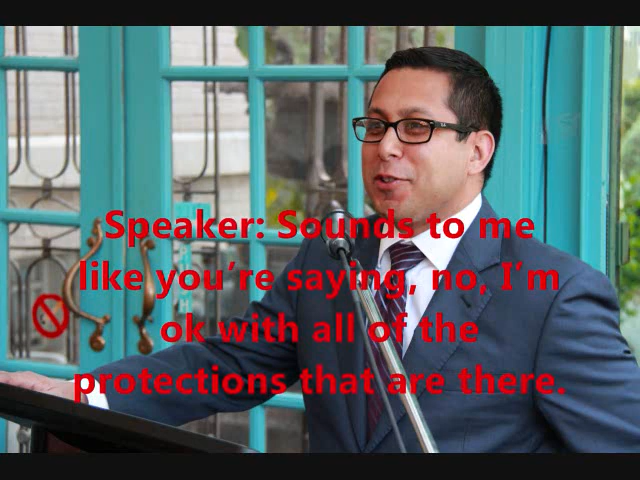 Speaker: Sounds to me
like you’re saying, no, I’m
ok with all of the
protections that are there.